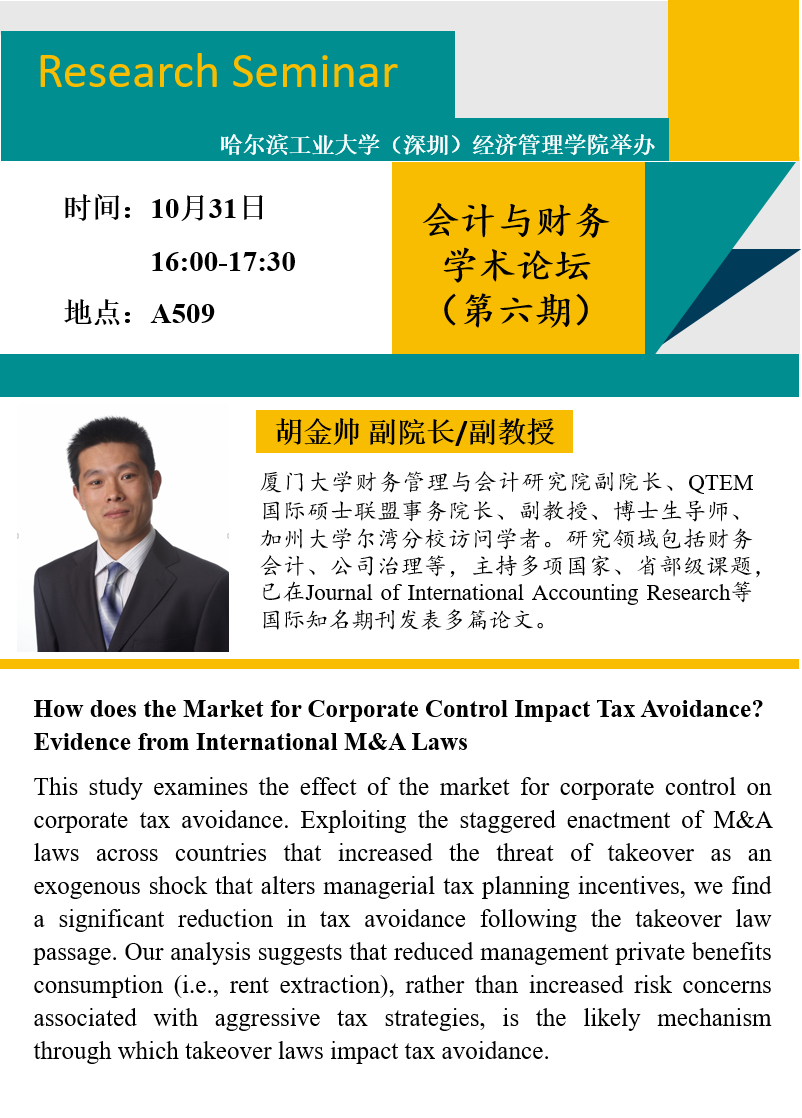 Research Seminar
哈尔滨工业大学（深圳）经济管理学院举办
时间：10月31日
16:00-17:30
地点：A509
会计与财务
学术论坛
（第六期）
胡金帅 副院长/副教授
厦门大学财务管理与会计研究院副院长、QTEM
国际硕士联盟事务院长、副教授、博士生导师、
加州大学尔湾分校访问学者。研究领域包括财务
会计、公司治理等，主持多项国家、省部级课题，
已在Journal of International Accounting Research等
国际知名期刊发表多篇论文。
How does the Market for Corporate Control Impact Tax Avoidance?
Evidence from International M&A Laws
This study examines the effect of the market for corporate control on
corporate tax avoidance. Exploiting the staggered enactment of M&A
laws across countries that increased the threat of takeover as an
exogenous shock that alters managerial tax planning incentives, we find
a significant reduction in tax avoidance following the takeover law
passage. Our analysis suggests that reduced management private benefits
consumption (i.e., rent extraction), rather than increased risk concerns
associated with aggressive tax strategies, is the likely mechanism
through which takeover laws impact tax avoidance.